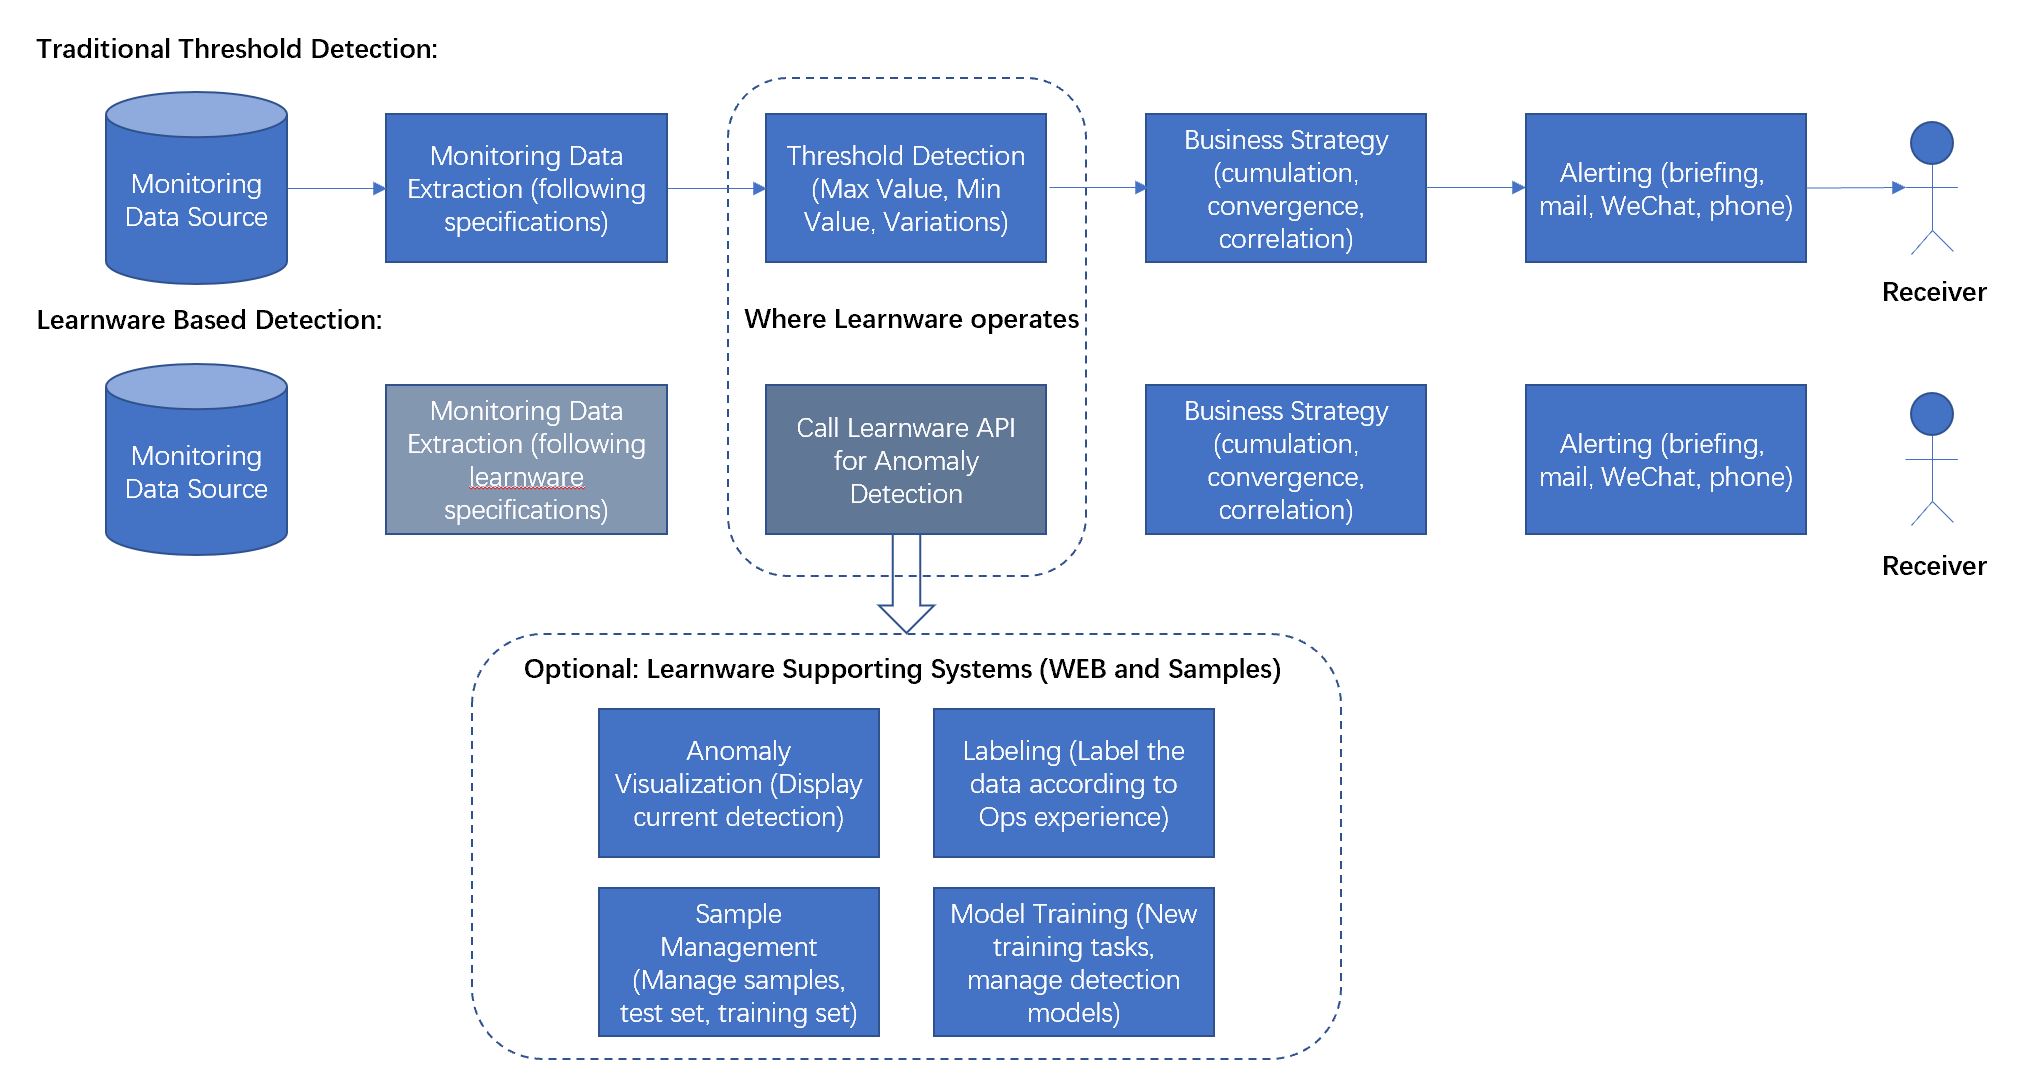 Traditional Threshold Detection:
Monitoring
Data Source
Monitoring Data
Extraction (following
specifications)
Threshold Detection
(Max Value, Min
Value, Variations)
Business Strategy
(cumulation,
convergence,
correlation)
Alerting (briefing,
mail, WeChat, phone)
Receiver
Learnware Based Detection:
Where Learnware operates
Monitoring
Data Source
Monitoring Data
Extraction (following
learnware
specifications)
Call Learnware API
for Anomaly
Detection
Business Strategy
(cumulation,
convergence,
correlation)
Alerting (briefing,
mail, WeChat, phone)
Receiver
Optional: Learnware Supporting Systems (WEB and Samples)
Anomaly
Visualization (Display
current detection)
Labeling (Label the
data according to
Ops experience)
Sample
Management
(Manage samples,
test set, training set)
Model Training (New
training tasks,
manage detection
models)